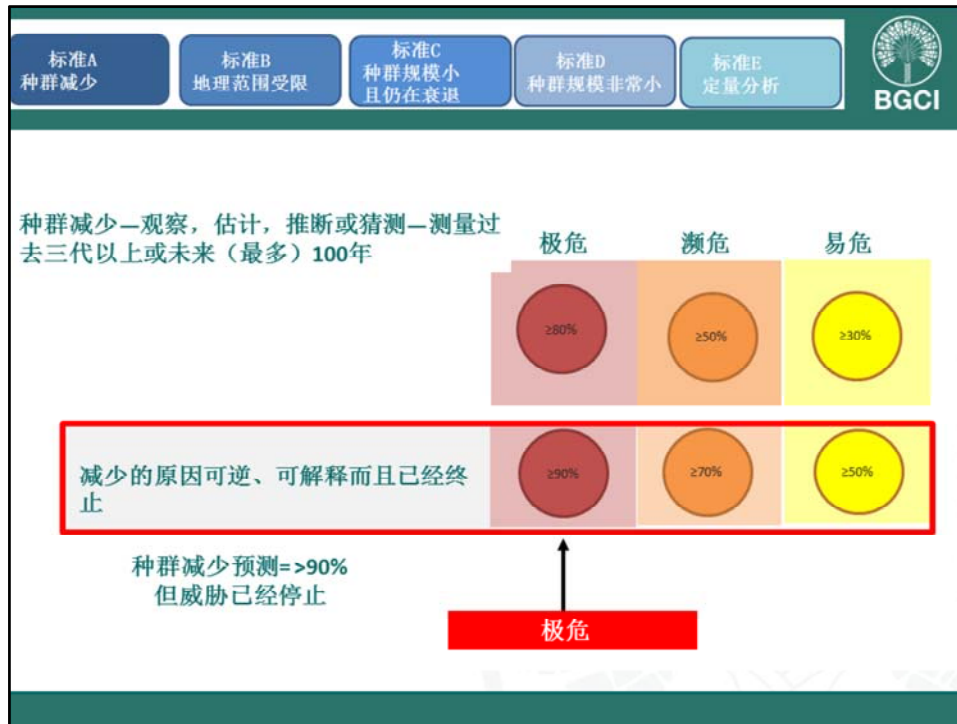 标准A
种群减少
标准B
地理范围受限
标准C
种群规模小
且仍在衰退
标准D
种群规模非常小
标准E
定量分析
BGCI
种群减少—观察，估计，推断或猜测—测量过
去三代以上或未来（最多）100年
极危 濒危 易危
≥80% ≥50% ≥30%
减少的原因可逆、可解释而且已经终
止
≥90% ≥70% ≥50%
种群减少预测=>90%
但威胁已经停止
极危